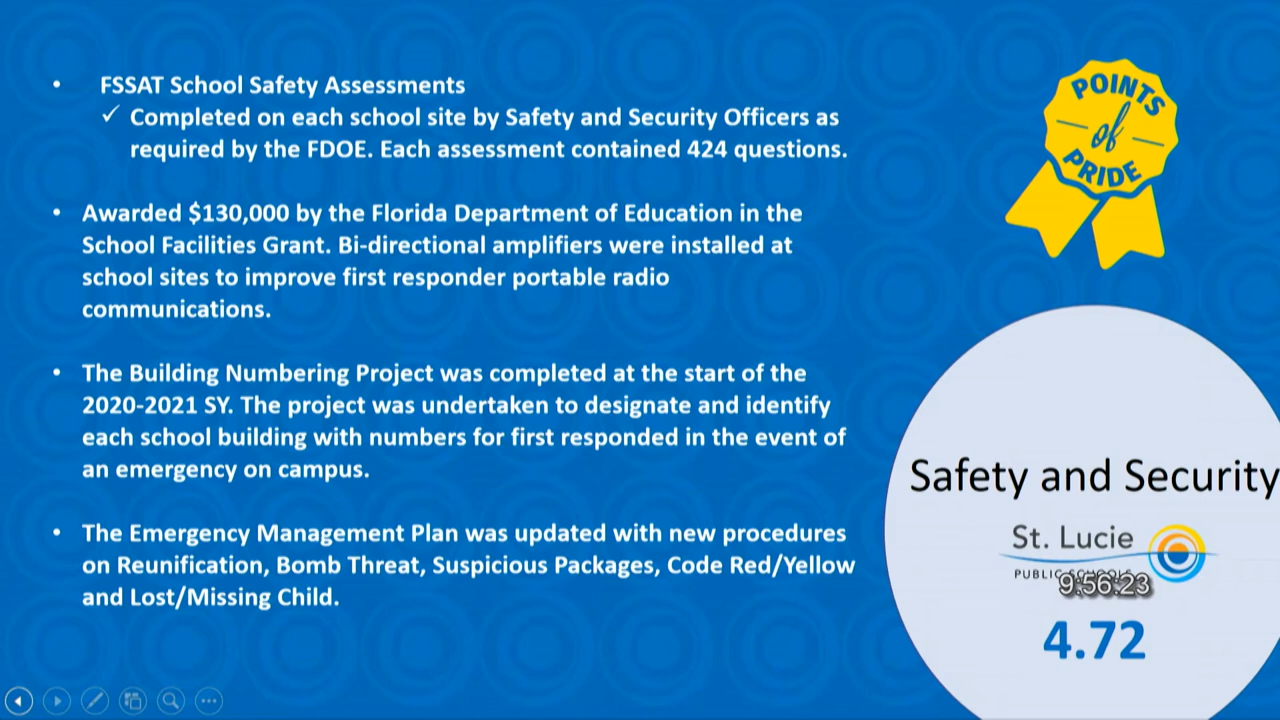 • FSSAT School Safety Assessments
✓ Completed on each school site by Safety and Security Officers as
required by the FDOE. Each assessment contained 424 questions.
• Awarded $130,000 by the Florida Department of Education in the
School Facilities Grant. Bi-directional amplifiers were installed at
school sites to improve first responder portable radio
communications.
• The Building Numbering Project was completed at the start of the
2020-2021 SY. The project was undertaken to designate and identify
each school building with numbers for first responded in the event of
an emergency on campus.
• The Emergency Management Plan was updated with new procedures
on Reunification, Bomb Threat, Suspicious Packages, Code Red/Yellow
and Lost/Missing Child.
POINTS
of
PRIDE
Safety and Security
St. Lucie
PUBLIC SCHOOLS
9:56:23
4.72